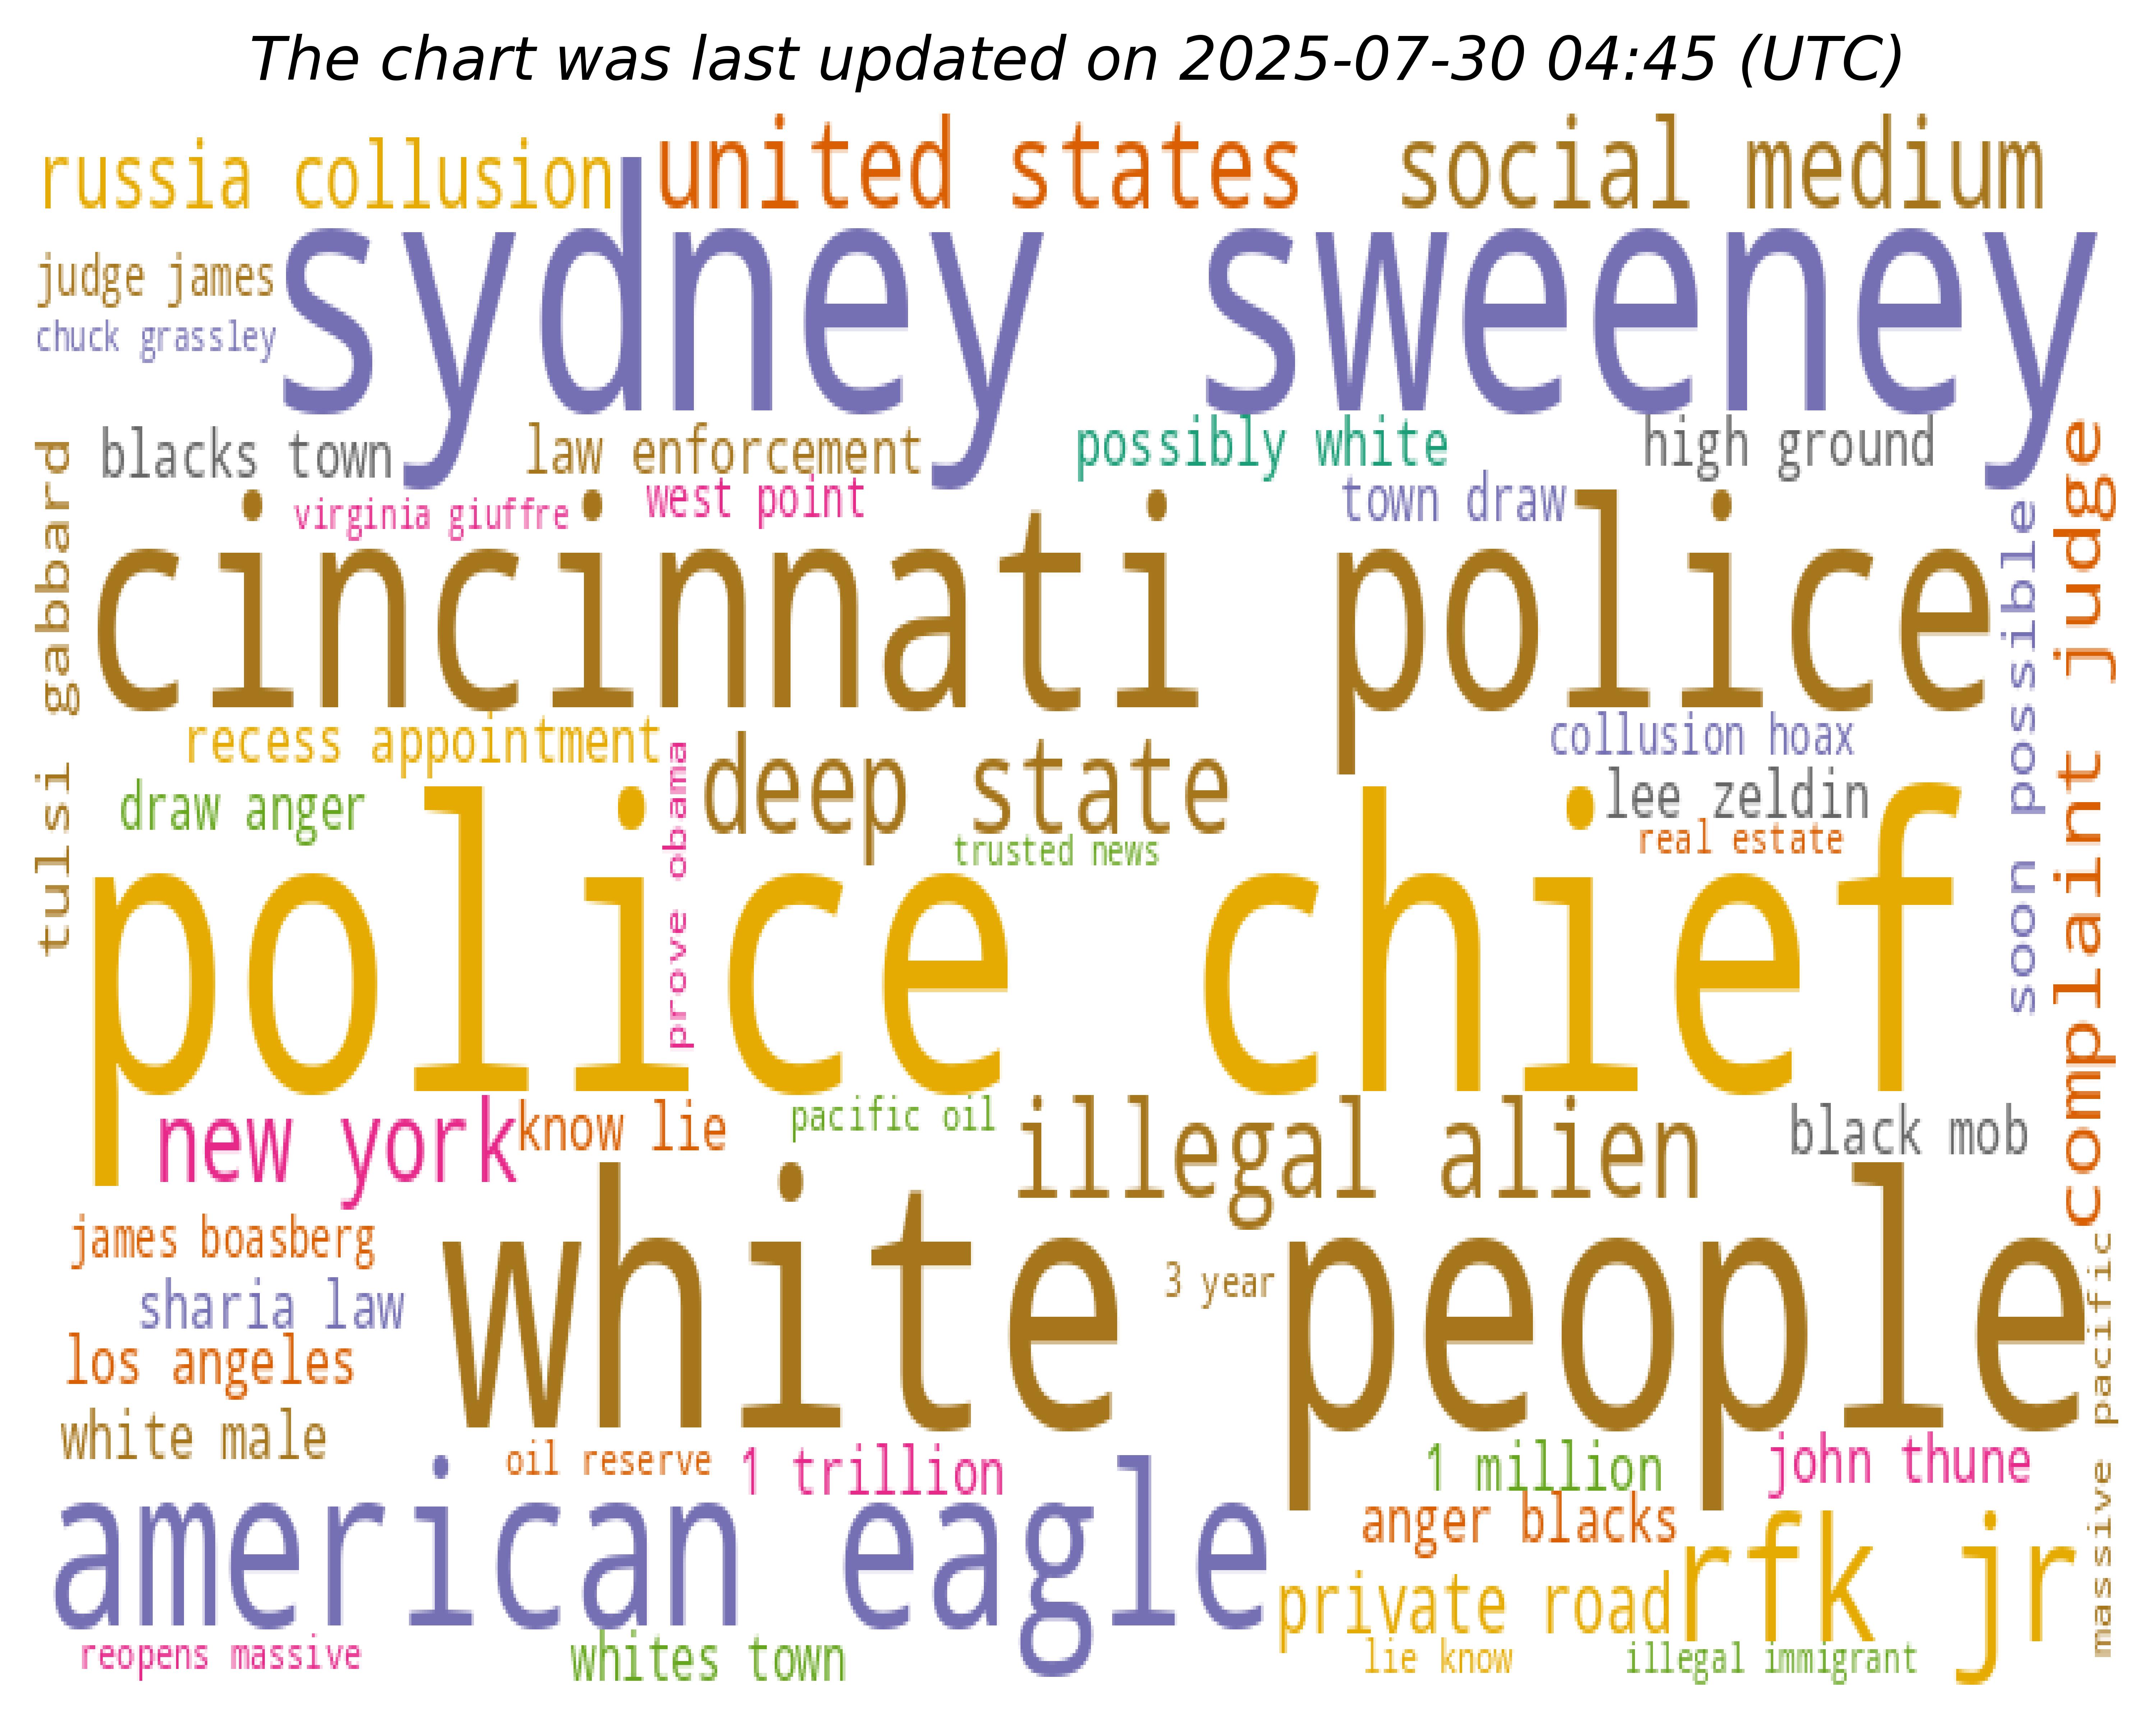 The chart was last updated on 2025-07-30 04:45 (UTC)
russia collusion
united states
social medium
judge james
sydney sweeney
chuck grassley
blacks town
law enforcement
possibly white
high ground
virginia giuffre
west point
town draw
tulsi gabbard
cincinnati police
soon possible
complaint judge
recess appointment
collusion hoax
deep state
lee zeldin
draw anger
prove obama
trusted news
real estate
police chief
new york
know lie
pacific oil
illegal alien
black mob
james boasberg
white people
3 year
sharia law
los angeles
massive pacific
white male
oil reserve
1 trillion
1 million
john thune
american eagle
anger blacks
rfk jr
private road
reopens massive
whites town
lie know
illegal immigrant